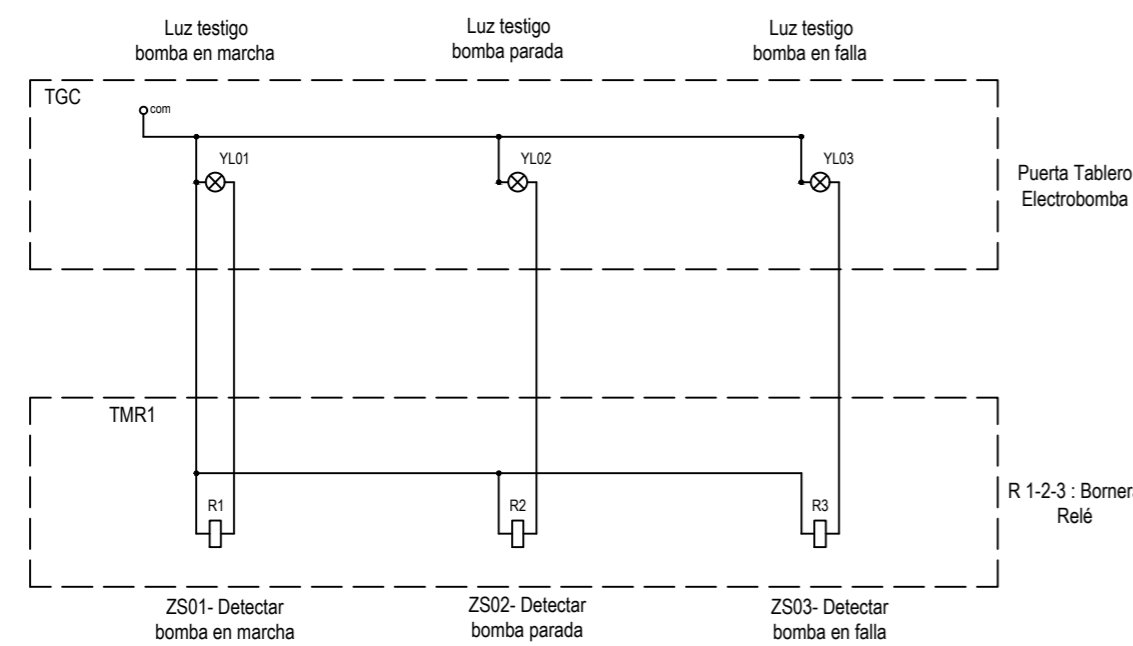 Luz testigo
bomba en marcha
Luz testigo
bomba parada
Luz testigo
bomba en falla
TGC
com
YL01
YL02
YL03
Puerta Tablero
Electrobomba
TMR1
R1
R2
R3
R 1-2-3 : Borner
Relé
ZS01- Detectar
bomba en marcha
ZS02- Detectar
bomba parada
ZS03- Detectar
bomba en falla